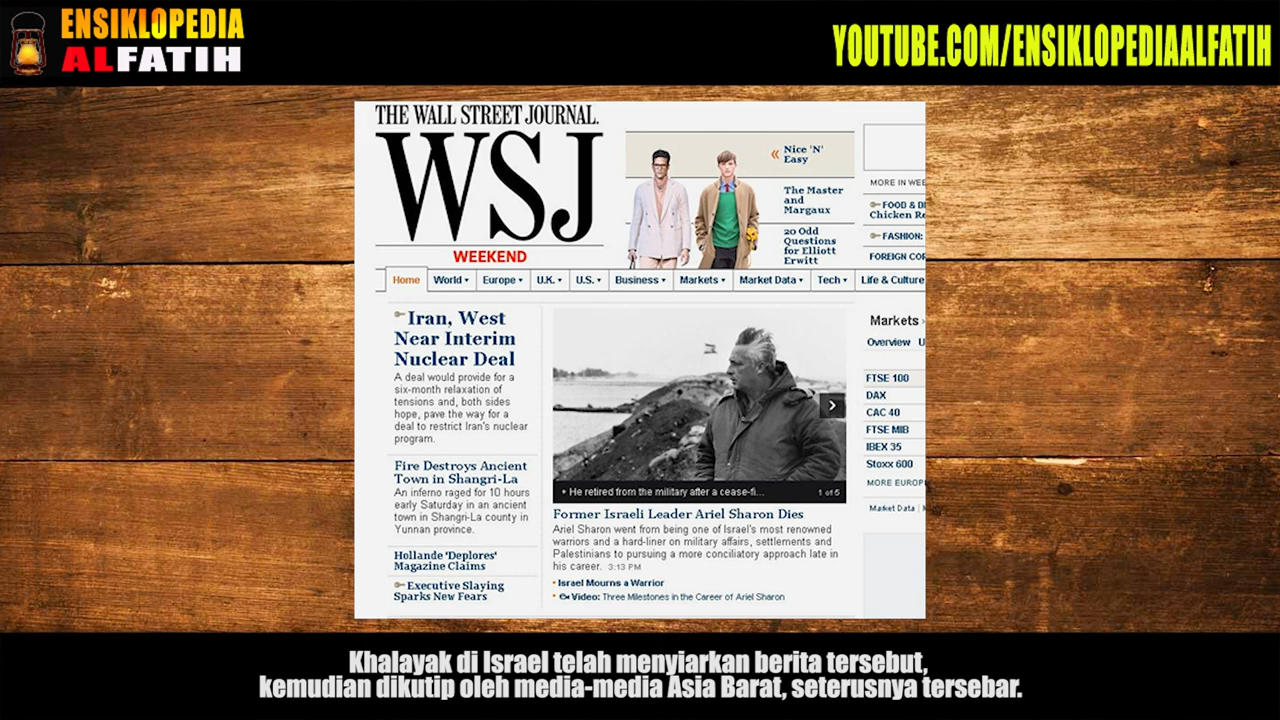 ENSIKLOPEDIA
ALFATIH
YOUTUBE.COM/ENSIKLOPEDIAALFATIH
THE WALL STREET JOURNAL.
WSJ
WEEKEND
Nice 'N'
Easy
The Master
and
Margaux
20 Odd
Questions
for Elliott
Erwitt
MORE IN WEE
FOOD & D
Chicken Re
FASHION:
FOREIGN COR
Home World Europe U.K. U.S. Business Markets Market Data Tech Life & Culture
Iran, West
Near Interim
Nuclear Deal
A deal would provide for a
six-month relaxation of
tensions and, both sides
hope, pave the way for a
deal to restrict Iran's nuclear
program.
Fire Destroys Ancient
Town in Shangri-La
An inferno raged for 10 hours
early Saturday in an ancient
town in Shangri-La county in
Yunnan province.
Hollande 'Deplores'
Magazine Claims
Executive Slaying
Sparks New Fears
+ He retired from the military after a cease-fi... 1 of 5
Former Israeli Leader Ariel Sharon Dies
Ariel Sharon went from being one of Israel's most renowned
warriors and a hard-liner on military affairs, settlements and
Palestinians to pursuing a more conciliatory approach late in
his career. 3:13 PM
• Israel Mourns a Warrior
• Video: Three Milestones in the Career of Ariel Sharon
Markets
Overview U
FTSE 100
DAX
CAC 40
FTSE MIB
IBEX 35
Stoxx 600
MORE EUROP
Market Data
Khalayak di Israel telah menyiarkan berita tersebut,
kemudian dikutip oleh media-media Asia Barat, seterusnya tersebar.